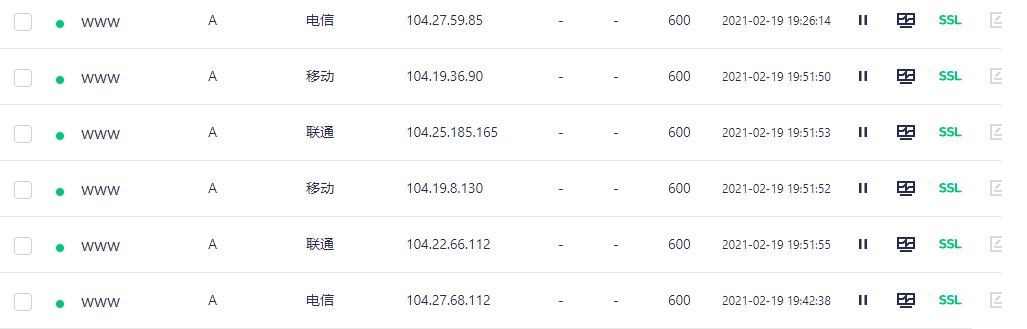 www A 电信 104.27.59.85 - - 600 2021-02-19 19:26:14 SSL
www A 移动 104.19.36.90 - - 600 2021-02-19 19:51:50 SSL
www A 联通 104.25.185.165 - - 600 2021-02-19 19:51:53 SSL
www A 移动 104.19.8.130 - - 600 2021-02-19 19:51:52 SSL
www A 联通 104.22.66.112 - - 600 2021-02-19 19:51:55 SSL
www A 电信 104.27.68.112 - - 600 2021-02-19 19:42:38 SSL